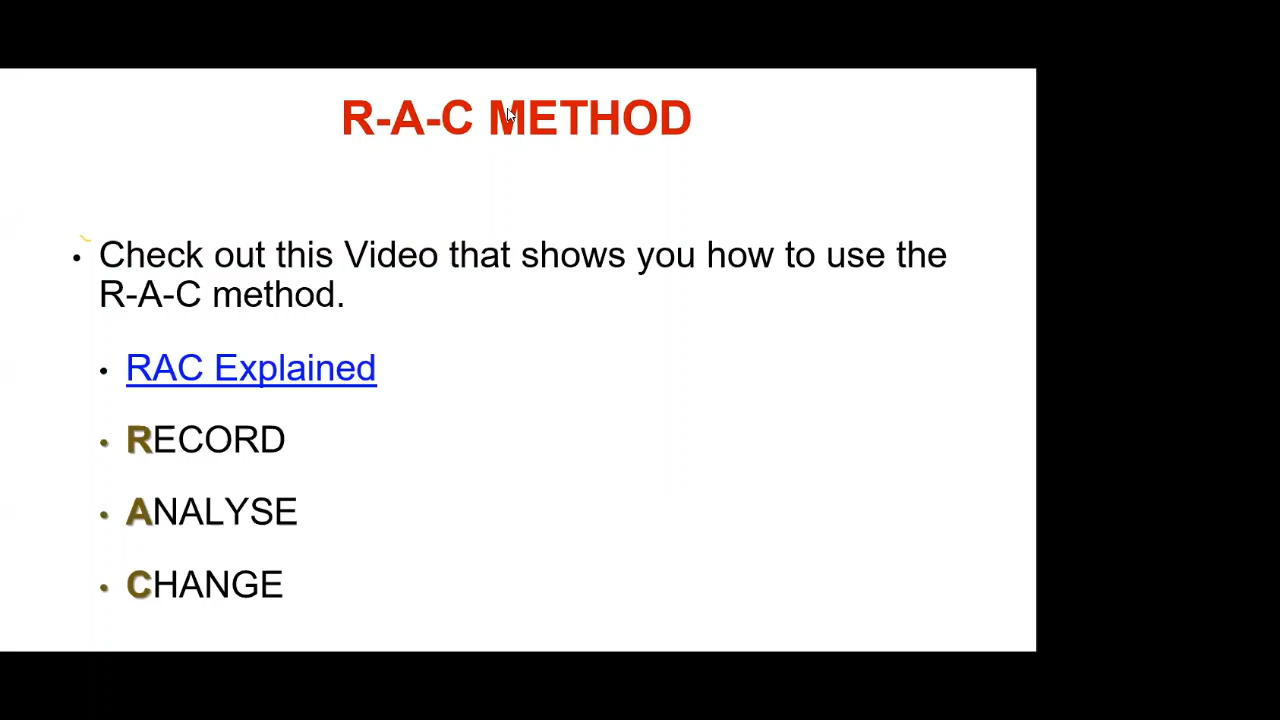 R-A-C METHOD
• Check out this Video that shows you how to use the
R-A-C method.
• RAC Explained
• RECORD
• ANALYSE
• CHANGE